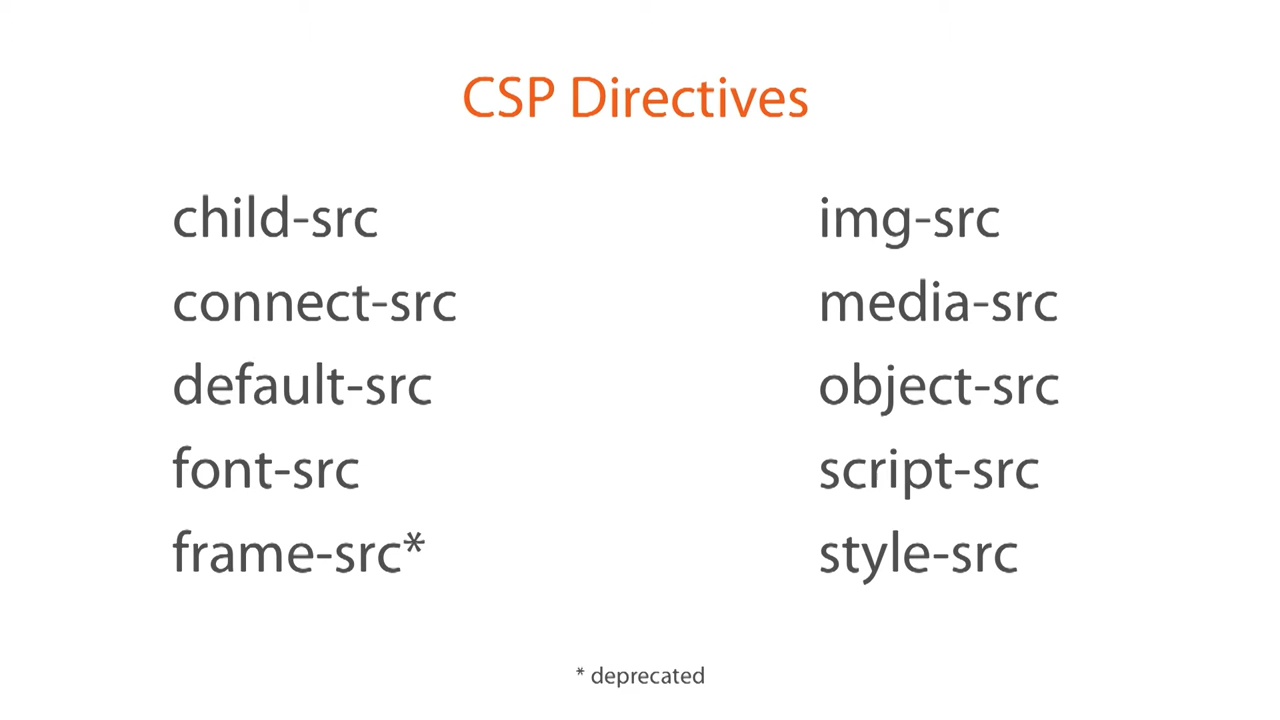 CSP Directives
child-src
connect-src
default-src
font-src
frame-src*
img-src
media-src
object-src
script-src
style-src
* deprecated